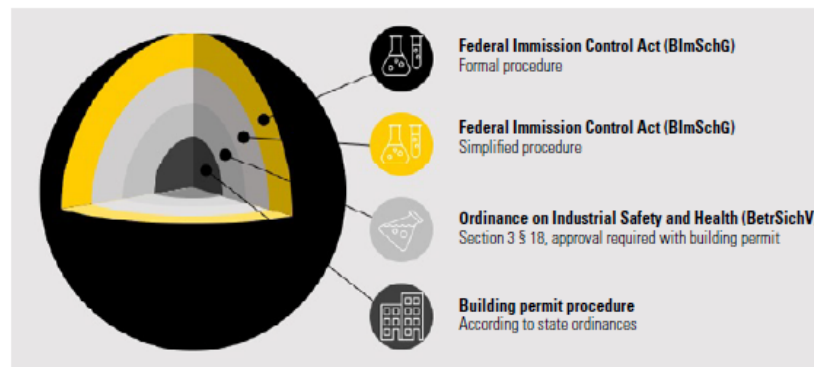 Federal Immission Control Act (BImSchG)
Formal procedure
Federal Immission Control Act (BImSchG)
Simplified procedure
Ordinance on Industrial Safety and Health (BetrSichV
Section 3 § 18, approval required with building permit
Building permit procedure
According to state ordinances